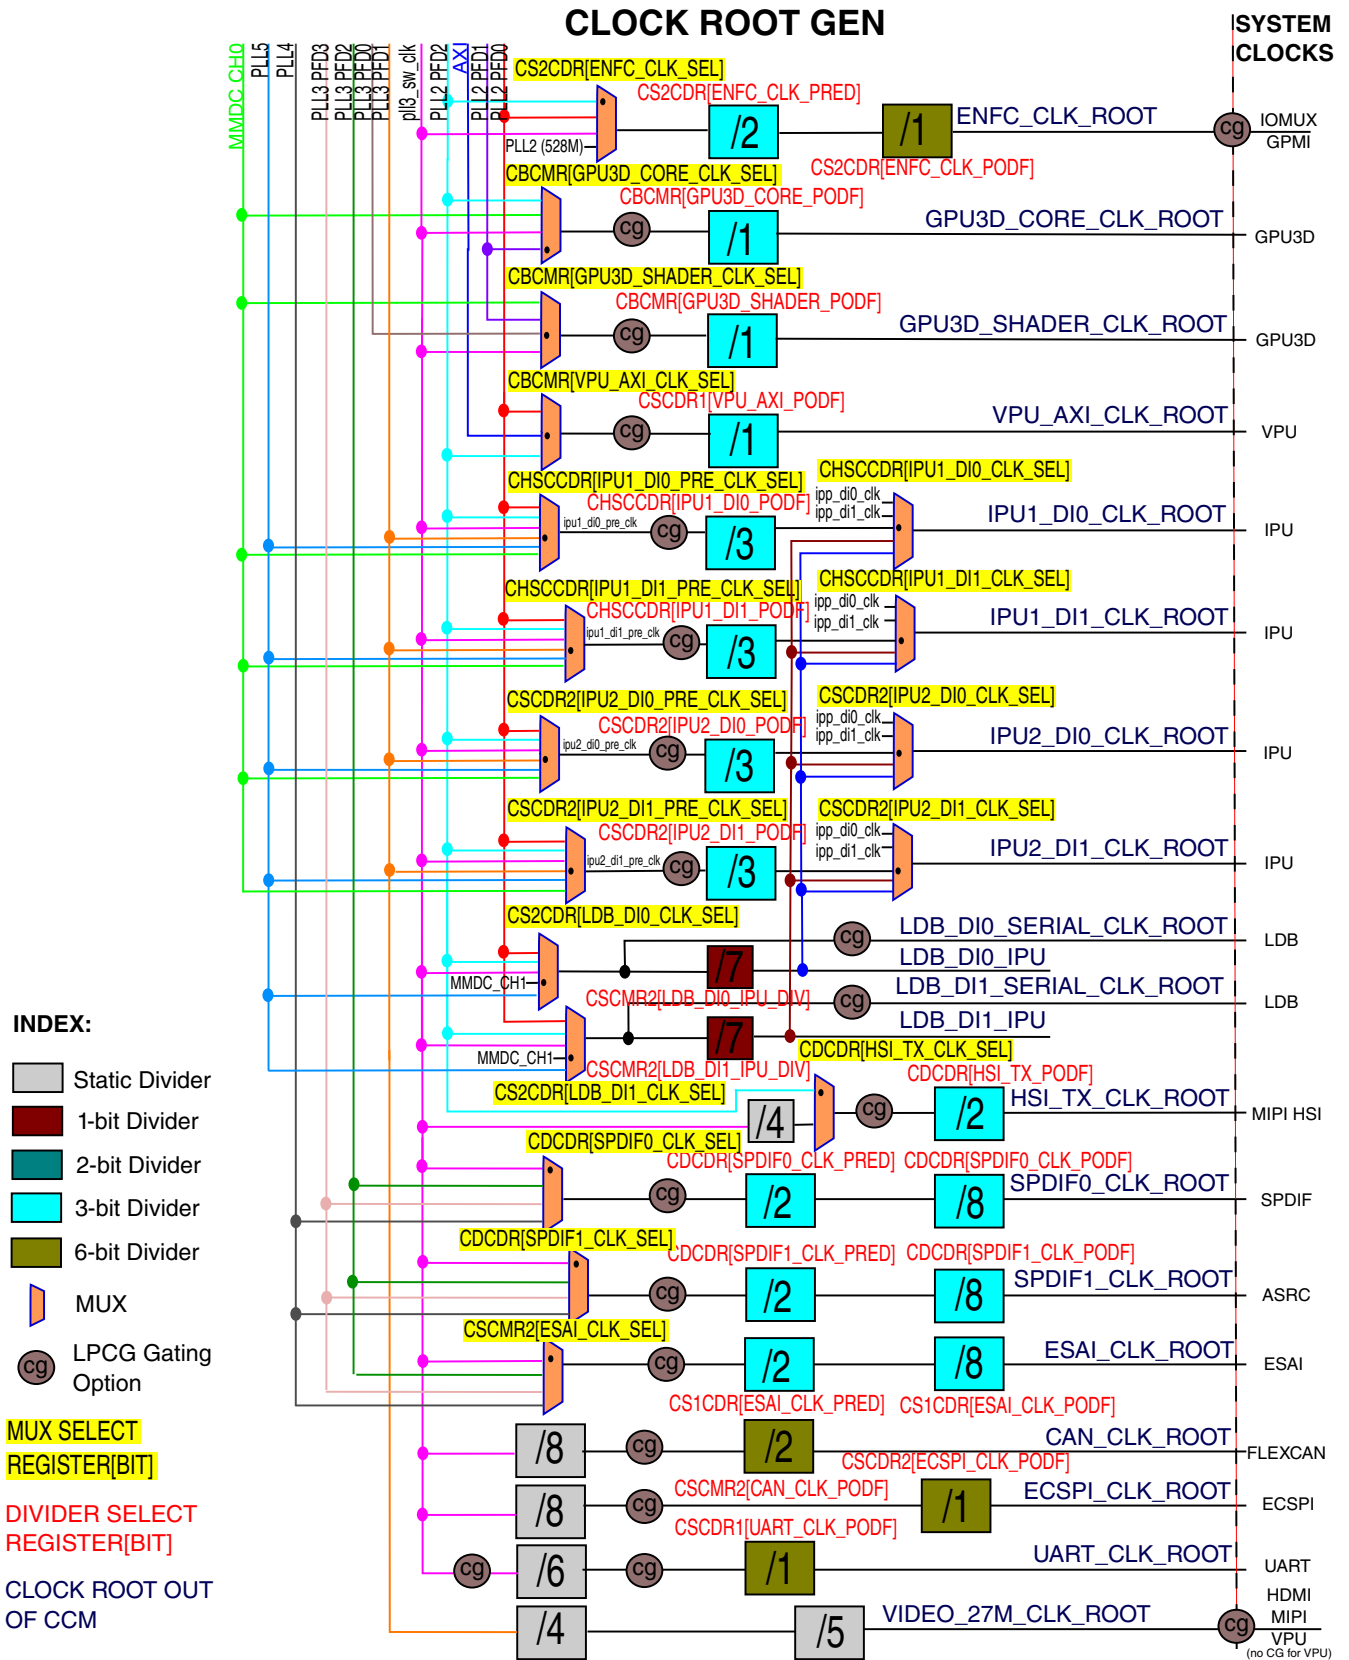 CLOCK ROOT GEN
SYSTEM
CLOCKS
MMDC CH0
PLL5
PLL4
PLL3 PFD3
PLL3 PFD2
PLL3 PFD0
PLL3 PFD1
pll3_sw_clk
PLL2 PFD2
AXI
PLL2 PFD1
PLL2 PFD0
CS2CDR[ENFC_CLK_SEL]
CS2CDR[ENFC_CLK_PRED]
PLL2 (528M)
/2
/1
ENFC_CLK_ROOT
cg
IOMUX
GPMI
CS2CDR[ENFC_CLK_PODF]
CBCMR[GPU3D_CORE_CLK_SEL]
CBCMR[GPU3D_CORE_PODF]
cg
/1
GPU3D_CORE_CLK_ROOT
GPU3D
CBCMR[GPU3D_SHADER_CLK_SEL]
CBCMR[GPU3D_SHADER_PODF]
cg
/1
GPU3D_SHADER_CLK_ROOT
GPU3D
CBCMR[VPU_AXI_CLK_SEL]
CSCDR1[VPU_AXI_PODF]
cg
/1
VPU_AXI_CLK_ROOT
VPU
CHSCCDR[IPU1_DI0_PRE_CLK_SEL]
CHSCCDR[IPU1_DI0_PODF]
ipu1_di0_pre_clk
cg
/3
CHSCCDR[IPU1_DI0_CLK_SEL]
ipp_di0_clk
ipp_di1_clk
IPU1_DI0_CLK_ROOT
IPU
CHSCCDR[IPU1_DI1_PRE_CLK_SEL]
CHSCCDR[IPU1_DI1_PODF]
ipu1_di1_pre_clk
cg
/3
CHSCCDR[IPU1_DI1_CLK_SEL]
ipp_di0_clk
ipp_di1_clk
IPU1_DI1_CLK_ROOT
IPU
CSCDR2[IPU2_DI0_PRE_CLK_SEL]
CSCDR2[IPU2_DI0_PODF]
ipu2_di0_pre_clk
cg
/3
CSCDR2[IPU2_DI0_CLK_SEL]
ipp_di0_clk
ipp_di1_clk
IPU2_DI0_CLK_ROOT
IPU
CSCDR2[IPU2_DI1_PRE_CLK_SEL]
CSCDR2[IPU2_DI1_PODF]
ipu2_di1_pre_clk
cg
/3
CSCDR2[IPU2_DI1_CLK_SEL]
ipp_di0_clk
ipp_di1_clk
IPU2_DI1_CLK_ROOT
IPU
CS2CDR[LDB_DI0_CLK_SEL]
MMDC_CH1
/7
cg
LDB_DI0_SERIAL_CLK_ROOT
LDB
LDB_DI0_IPU
CSCMR2[LDB_DI0_IPU_DIV]
cg
LDB_DI1_SERIAL_CLK_ROOT
LDB
MMDC_CH1
/7
LDB_DI1_IPU
CSCMR2[LDB_DI1_IPU_DIV]
CS2CDR[LDB_DI1_CLK_SEL]
CDCDR[HSI_TX_CLK_SEL]
CDCDR[HSI_TX_PODF]
/4
cg
/2
HSI_TX_CLK_ROOT
MIPI HSI
CDCDR[SPDIF0_CLK_SEL]
CDCDR[SPDIF0_CLK_PRED]
CDCDR[SPDIF0_CLK_PODF]
cg
/2
/8
SPDIF0_CLK_ROOT
SPDIF
CDCDR[SPDIF1_CLK_SEL]
CDCDR[SPDIF1_CLK_PRED]
CDCDR[SPDIF1_CLK_PODF]
cg
/2
/8
SPDIF1_CLK_ROOT
ASRC
CSCMR2[ESAI_CLK_SEL]
cg
/2
/8
ESAI_CLK_ROOT
ESAI
CS1CDR[ESAI_CLK_PRED]
CS1CDR[ESAI_CLK_PODF]
/8
cg
/2
CAN_CLK_ROOT
FLEXCAN
CSCDR2[ECSPI_CLK_PODF]
CSCMR2[CAN_CLK_PODF]
/8
cg
/1
ECSPI_CLK_ROOT
ECSPI
CSCDR1[UART_CLK_PODF]
cg
/6
cg
/1
UART_CLK_ROOT
UART
/4
/5
VIDEO_27M_CLK_ROOT
cg
HDMI
MIPI
VPU
(no CG for VPU)
INDEX:
Static Divider
1-bit Divider
2-bit Divider
3-bit Divider
6-bit Divider
MUX
cg
LPCG Gating
Option
MUX SELECT
REGISTER[BIT]
DIVIDER SELECT
REGISTER[BIT]
CLOCK ROOT OUT
OF CCM